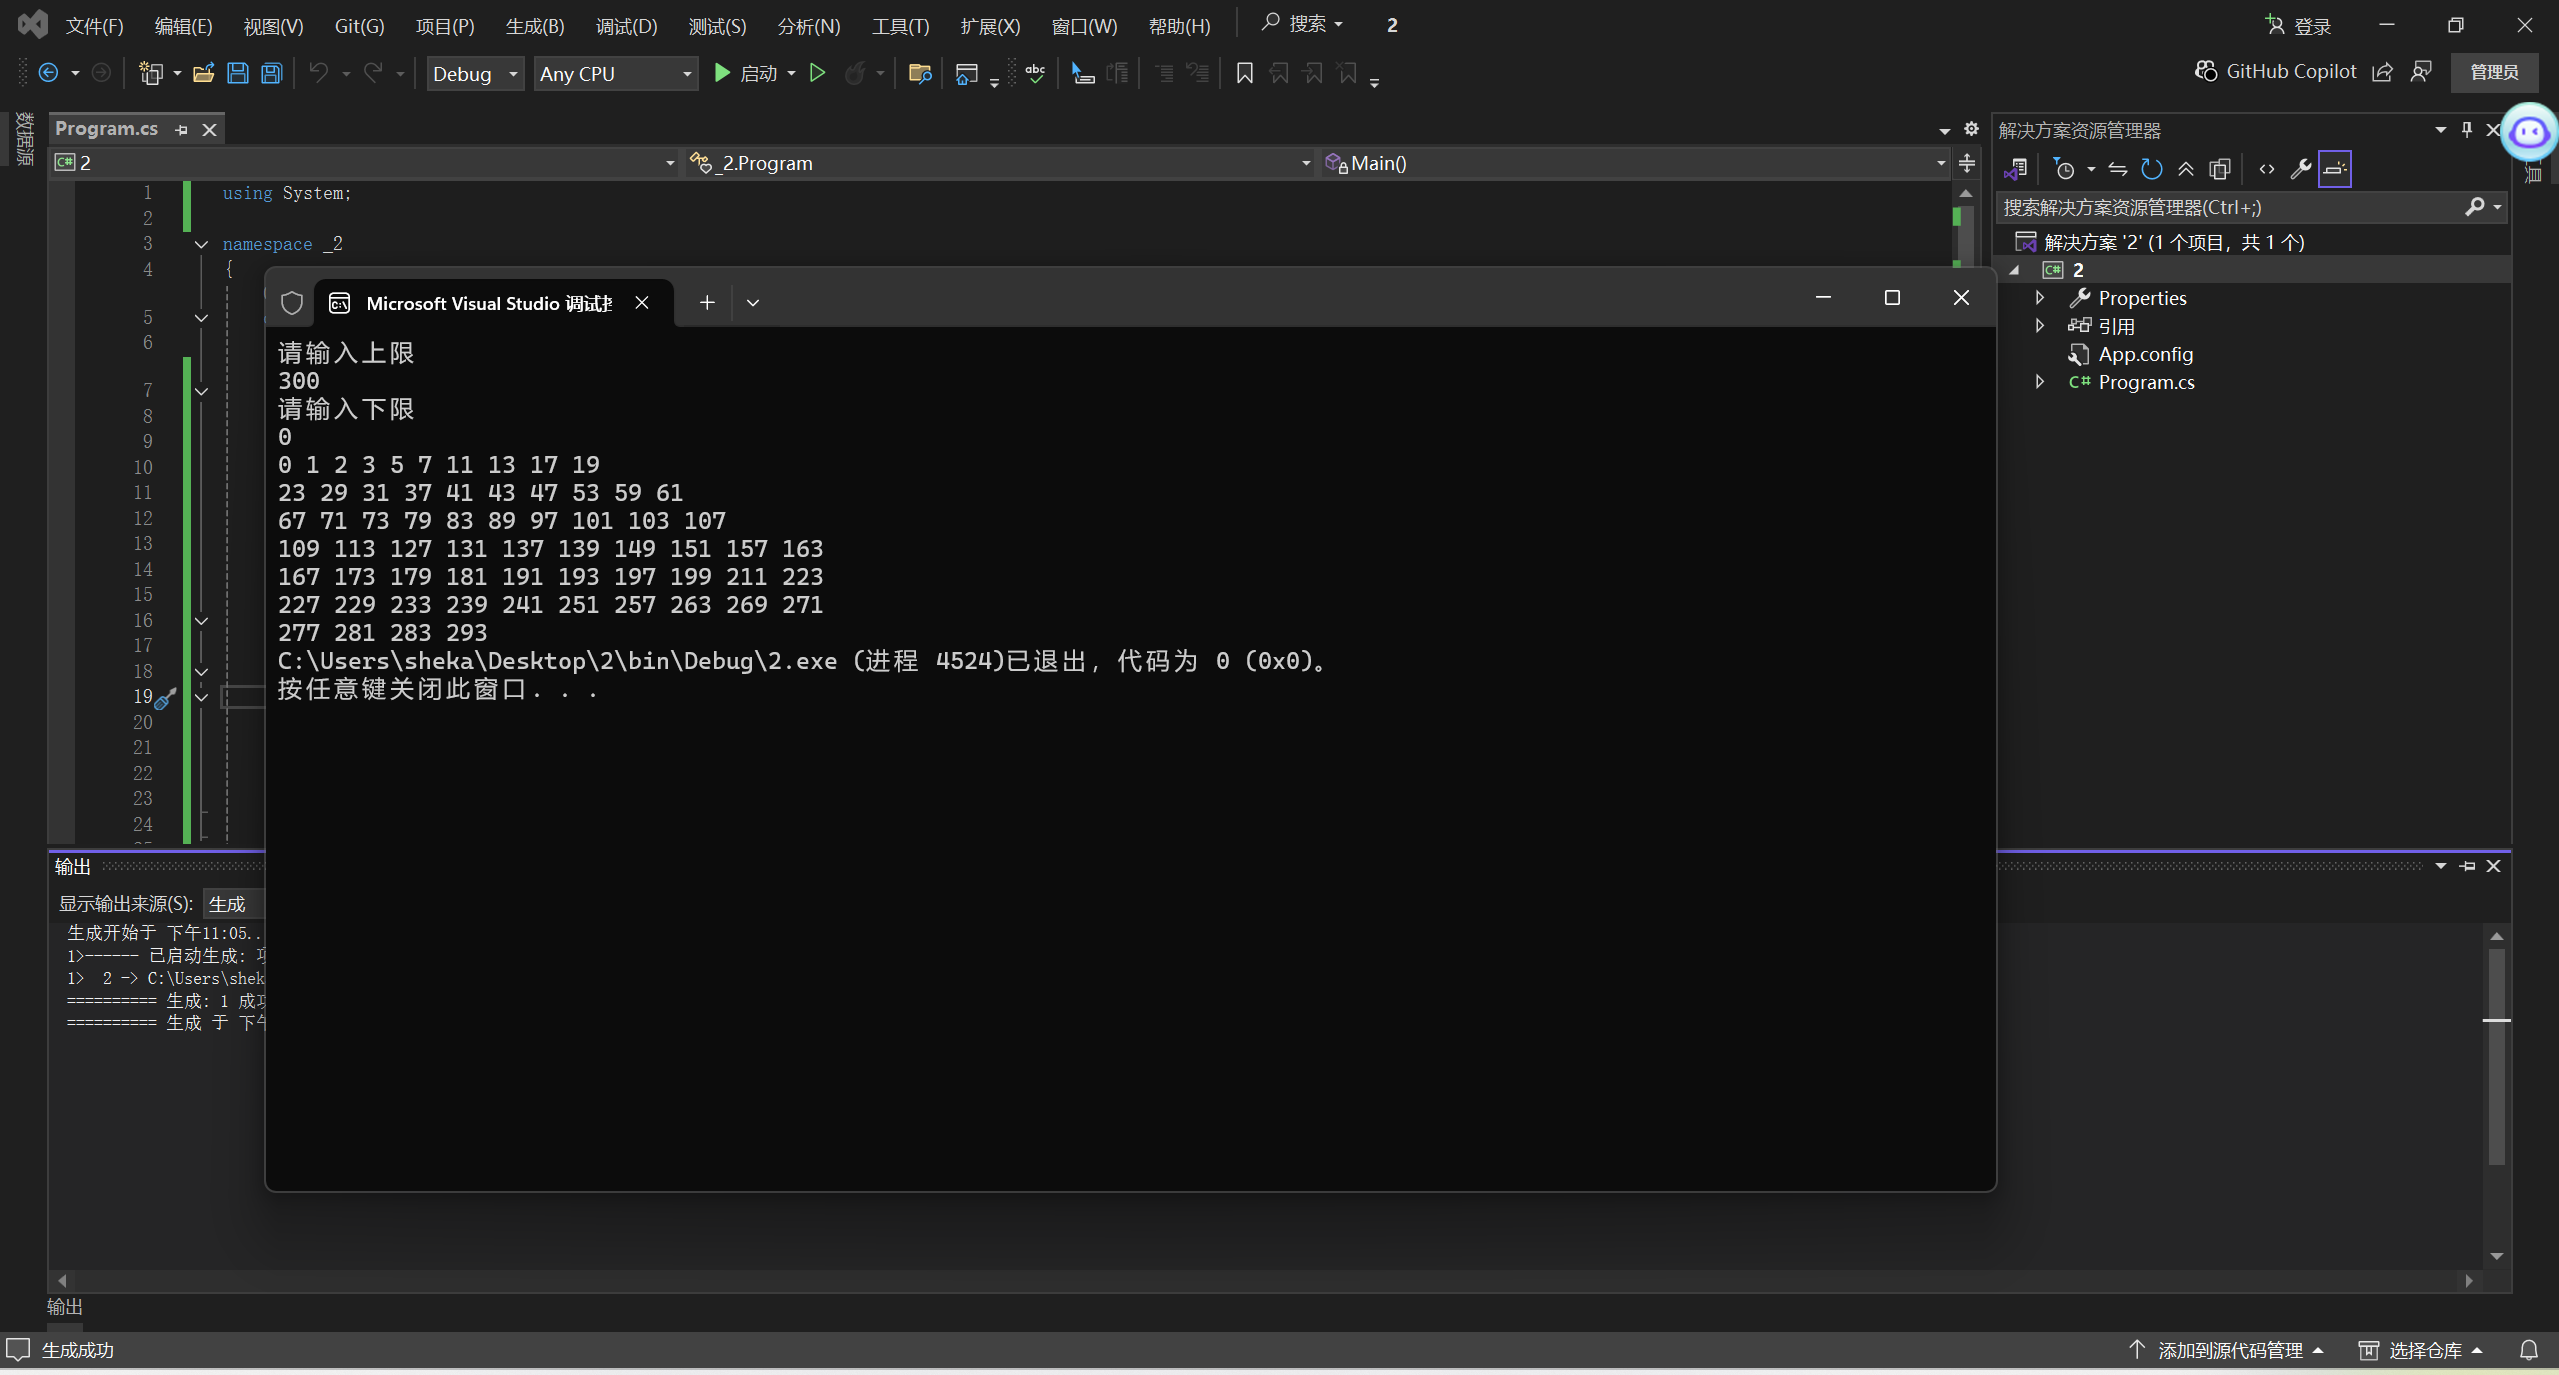 文件(F) 编辑(E) 视图(V) Git(G) 项目(P) 生成(B) 调试(D) 测试(S) 分析(N) 工具(T) 扩展(X) 窗口(W) 帮助(H) 搜索 2 登录
Debug Any CPU 启动 abc GitHub Copilot 管理员
数据源
Program.cs
C# 2 _2.Program Main()
1 using System;
2
3 namespace _2
4 {
5
6
7
8
9
10
11
12
13
14
15
16
17
18
19
20
21
22
23
24
Microsoft Visual Studio 调试
请输入上限
300
请输入下限
0
0 1 2 3 5 7 11 13 17 19
23 29 31 37 41 43 47 53 59 61
67 71 73 79 83 89 97 101 103 107
109 113 127 131 137 139 149 151 157 163
167 173 179 181 191 193 197 199 211 223
227 229 233 239 241 251 257 263 269 271
277 281 283 293
C:\Users\sheka\Desktop\2\bin\Debug\2.exe (进程 4524)已退出，代码为 0 (0x0)。
按任意键关闭此窗口. . .
解决方案资源管理器
搜索解决方案资源管理器(Ctrl+;)
解决方案 '2' (1 个项目，共 1 个)
C# 2
Properties
引用
App.config
C# Program.cs
输出
显示输出来源(S): 生成
生成开始于 下午11:05..
1>------ 已启动生成:
1>  2 -> C:\Users\shek
========== 生成: 1 成功
========== 生成 于 下午
输出
生成成功 添加到源代码管理 选择仓库